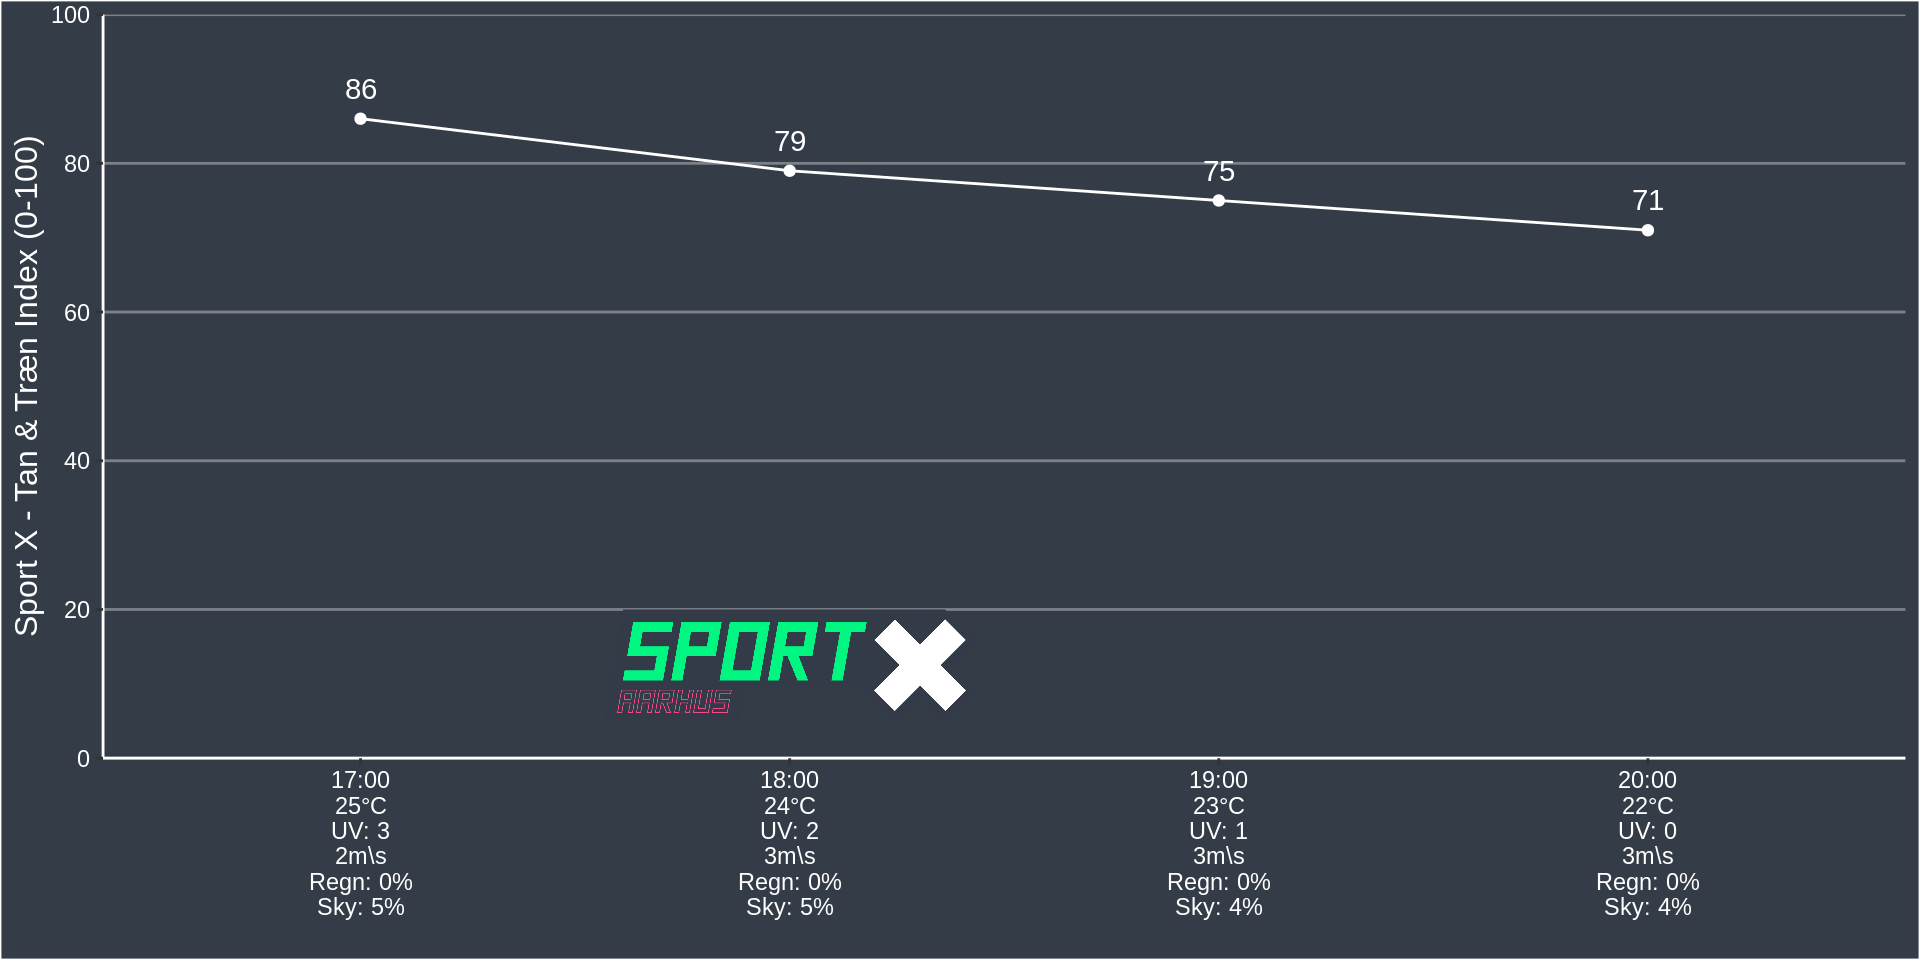 Sport X - Tan & Træn Index (0-100)
100
80
60
40
20
0
86
79
75
71
SPORT X
AARHUS
17:00
25°C
UV: 3
2m\s
Regn: 0%
Sky: 5%
18:00
24°C
UV: 2
3m\s
Regn: 0%
Sky: 5%
19:00
23°C
UV: 1
3m\s
Regn: 0%
Sky: 4%
20:00
22°C
UV: 0
3m\s
Regn: 0%
Sky: 4%